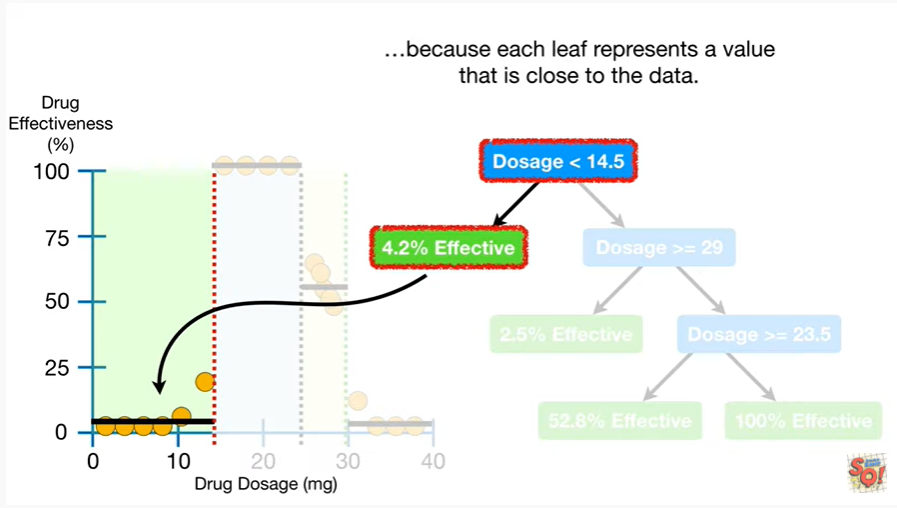 …because each leaf represents a value
that is close to the data.
Drug
Effectiveness
(%)
100
75
50
25
0
0
10
20
30
40
Drug Dosage (mg)
Dosage < 14.5
4.2% Effective
Dosage >= 29
2.5% Effective
Dosage >= 23.5
52.8% Effective
100% Effective
SQ!